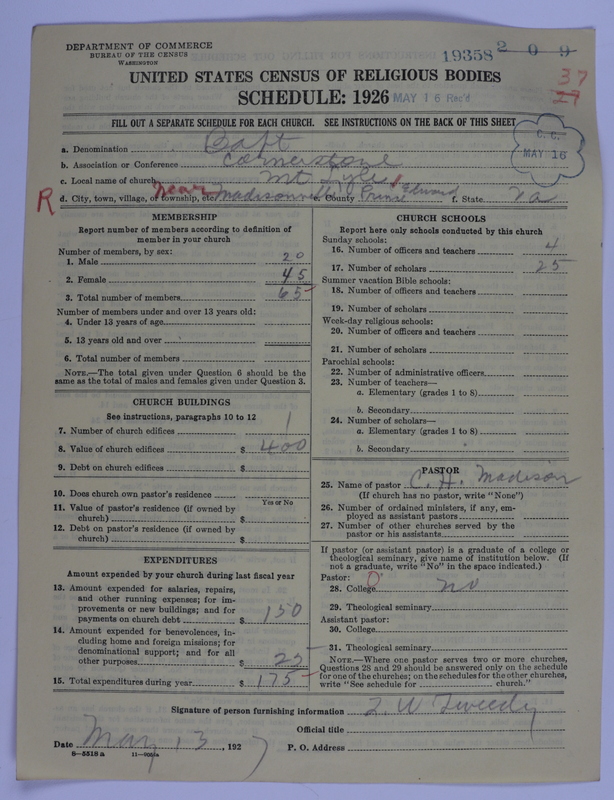 DEPARTMENT OF COMMERCE
BUREAU OF THE CENSUS
WASHINGTON
19358 209
UNITED STATES CENSUS OF RELIGIOUS BODIES
37
27
SCHEDULE: 1926 MAY 16 Rec'd
FILL OUT A SEPARATE SCHEDULE FOR EACH CHURCH. SEE INSTRUCTIONS ON THE BACK OF THIS SHEET
C.C.
MAY 16
a. Denomination Bapt
b. Association or Conference Cornerstone
c. Local name of church Mt
R d. City, town, village, or township, etc. near Madisonville e. County Prince Edward f. State Va
MEMBERSHIP
Report number of members according to definition of member in your church
Number of members, by sex:
1. Male 20
2. Female 45
3. Total number of members 65
Number of members under and over 13 years old:
4. Under 13 years of age
5. 13 years old and over
6. Total number of members
NOTE.—The total given under Question 6 should be the same as the total of males and females given under Question 3.
CHURCH BUILDINGS
See instructions, paragraphs 10 to 12
7. Number of church edifices 1
8. Value of church edifices $ 400
9. Debt on church edifices $
10. Does church own pastor's residence
Yes or No
11. Value of pastor's residence (if owned by church) $
12. Debt on pastor's residence (if owned by church) $
EXPENDITURES
Amount expended by your church during last fiscal year
13. Amount expended for salaries, repairs, and other running expenses; for improvements or new buildings; and for payments on church debt $ 150
14. Amount expended for benevolences, including home and foreign missions; for denominational support; and for all other purposes $ 25
15. Total expenditures during year $ 175
CHURCH SCHOOLS
Report here only schools conducted by this church
Sunday schools:
16. Number of officers and teachers 4
17. Number of scholars 25
Summer vacation Bible schools:
18. Number of officers and teachers
19. Number of scholars
Week-day religious schools:
20. Number of officers and teachers
21. Number of scholars
Parochial schools:
22. Number of administrative officers
23. Number of teachers—
a. Elementary (grades 1 to 8)
b. Secondary
24. Number of scholars—
a. Elementary (grades 1 to 8)
b. Secondary
PASTOR
25. Name of pastor C. H. Madison
(If church has no pastor, write "None")
26. Number of ordained ministers, if any, employed as assistant pastors
27. Number of other churches served by the pastor or his assistants
If pastor (or assistant pastor) is a graduate of a college or theological seminary, give name of institution below. (If not a graduate, write "No" in the space indicated.)
Pastor: 0
28. College no
29. Theological seminary
Assistant pastor:
30. College
31. Theological seminary
NOTE.—Where one pastor serves two or more churches, Questions 28 and 29 should be answered only on the schedule for one of the churches; on the schedules for the other churches, write "See schedule for church."
Signature of person furnishing information W Tweedy
Official title
Date May 13, 1927 P. O. Address
8—5518 a